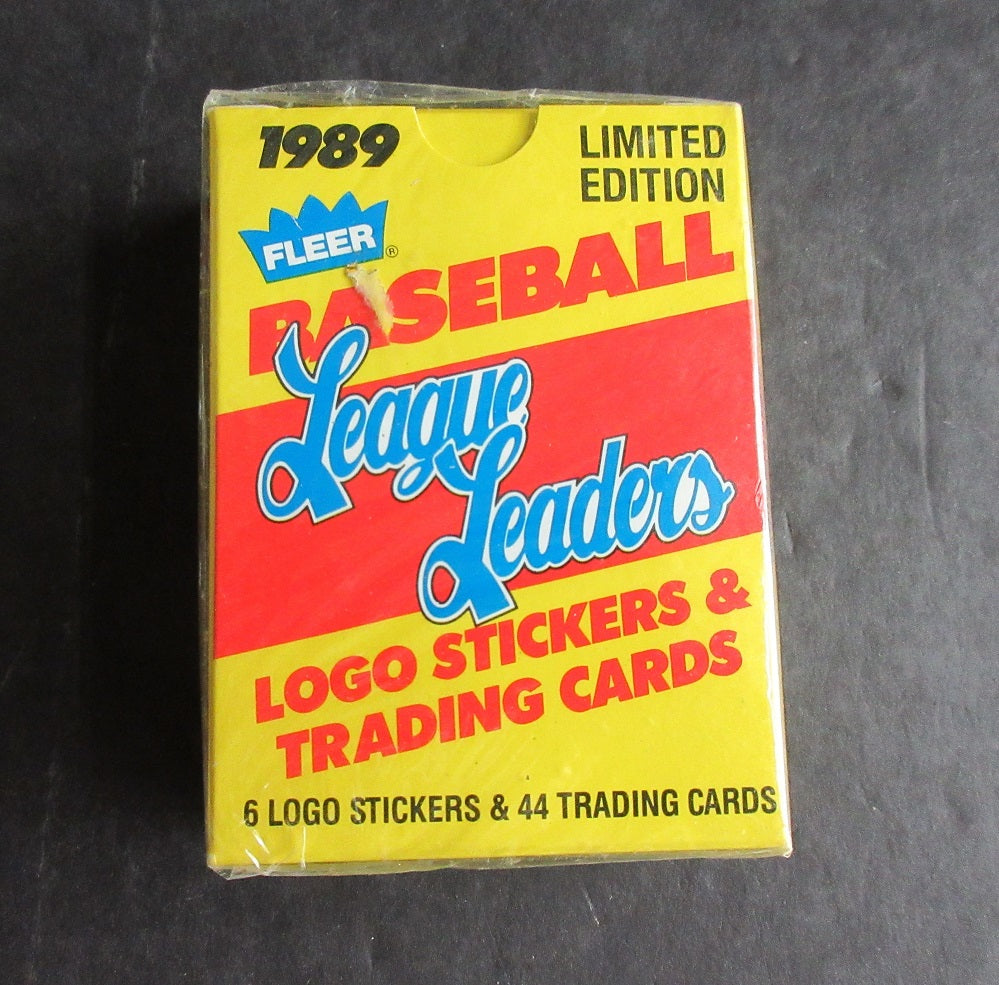 1989
LIMITED
EDITION
FLEER®
BASEBALL
League
Leaders
LOGO STICKERS &
TRADING CARDS
6 LOGO STICKERS & 44 TRADING CARDS